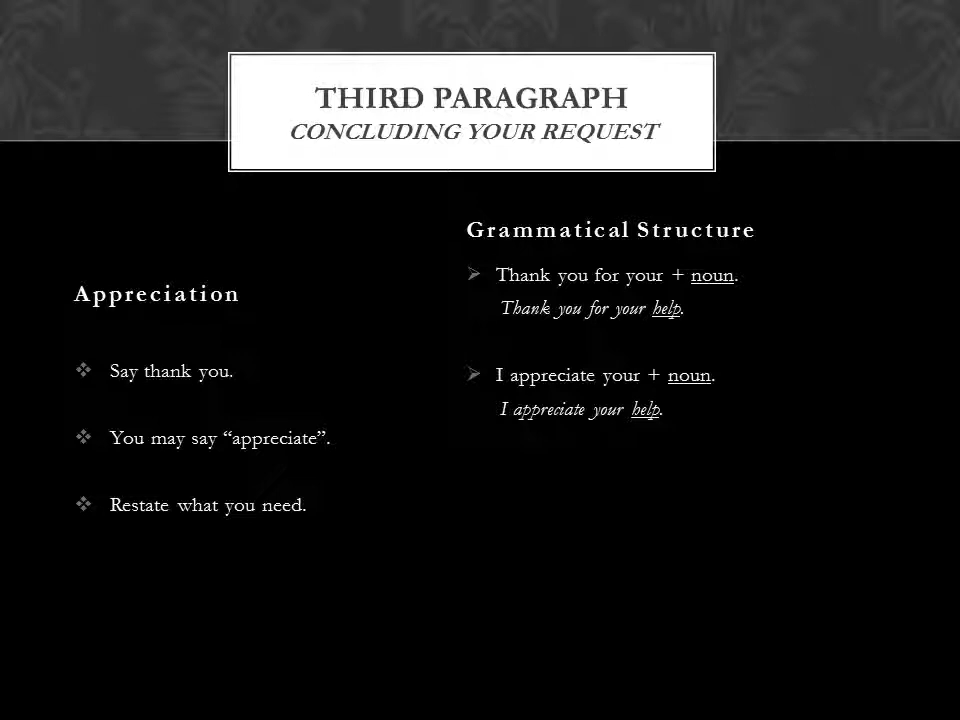 THIRD PARAGRAPH
CONCLUDING YOUR REQUEST
Appreciation
❖ Say thank you.
❖ You may say “appreciate”.
❖ Restate what you need.
Grammatical Structure
➢ Thank you for your + noun.
Thank you for your help.
➢ I appreciate your + noun.
I appreciate your help.